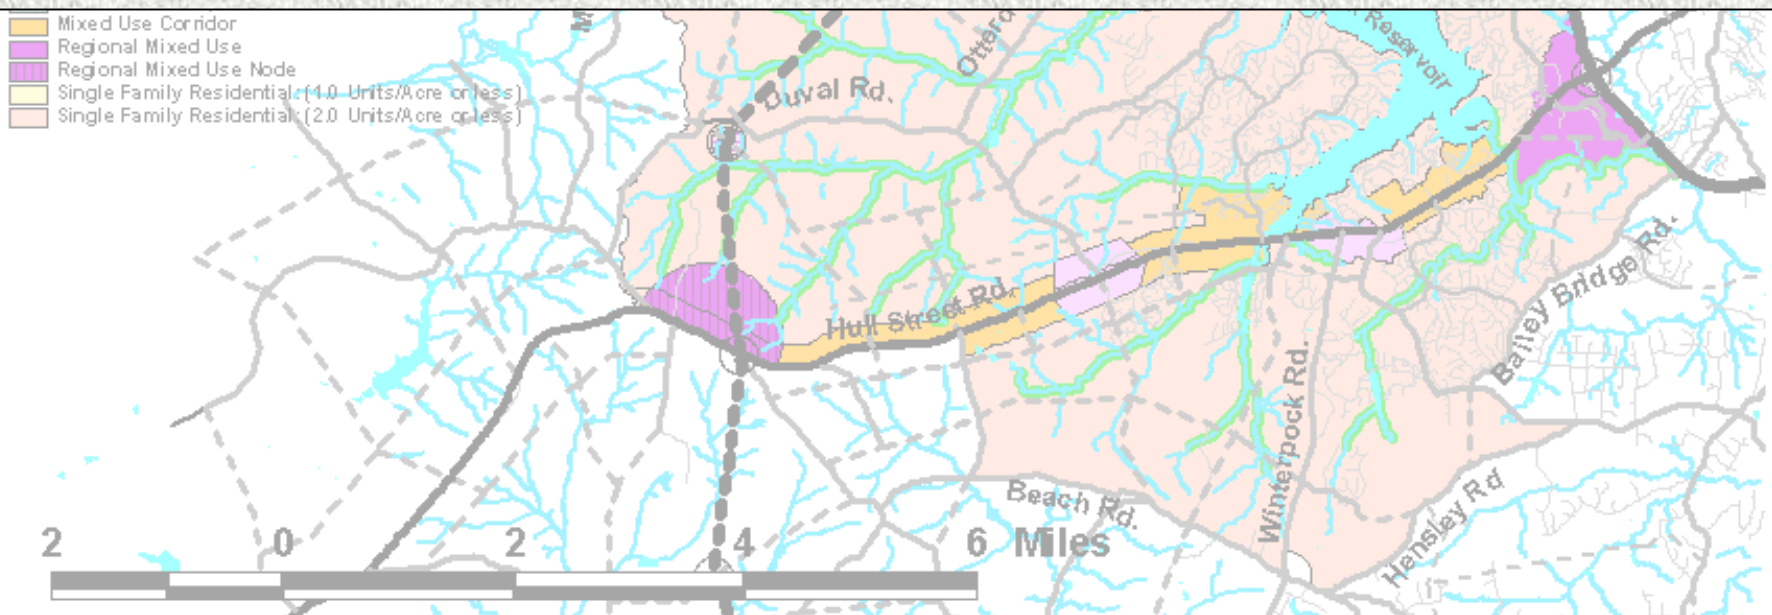 Mixed Use Corridor
Regional Mixed Use
Regional Mixed Use Node
Single Family Residential: (1.0 Units/Acre or less)
Single Family Residential: (2.0 Units/Acre or less)
M
Otterd
Reservoir
Duval Rd.
Hull Street Rd.
Bailey Bridge Rd.
Winterpock Rd.
Beach Rd.
Hensley Rd
2 0 2 4 6 Miles